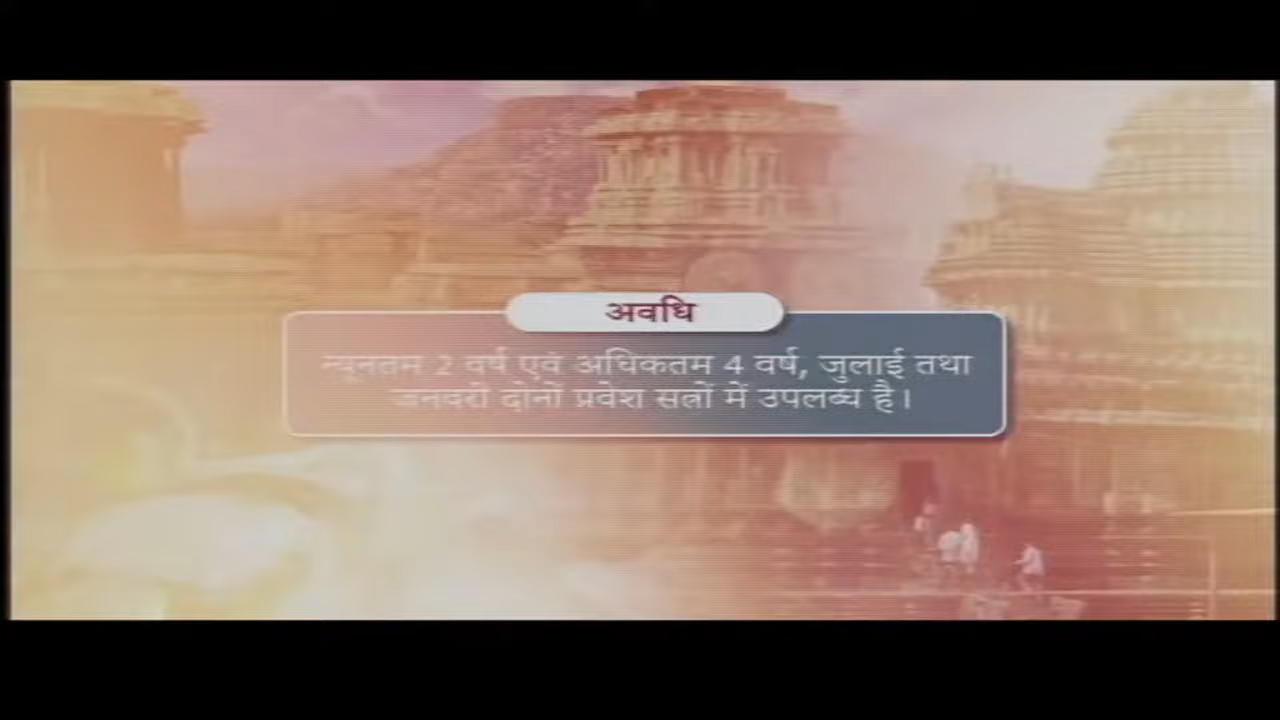 अवधि
न्यूनतम 2 वर्ष एवं अधिकतम 4 वर्ष, जुलाई तथा
जनवरी दोनों प्रवेश सत्रों में उपलब्ध है।